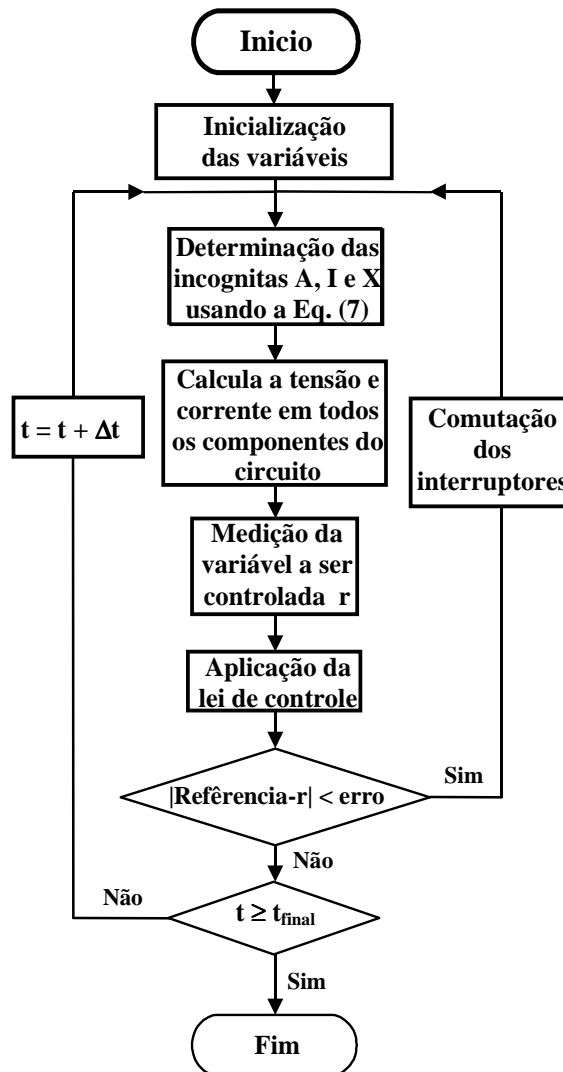 Inicio
Inicialização
das variáveis
Determinação das
incognitas A, I e X
usando a Eq. (7)
Calcula a tensão e
corrente em todos
os componentes do
circuito
t = t + Δt
Comutação
dos
interruptores
Medição da
variável a ser
controlada r
Aplicação da
lei de controle
|Refêrencia-r| < erro
Sim
Não
t ≥ tfinal
Não
Sim
Fim